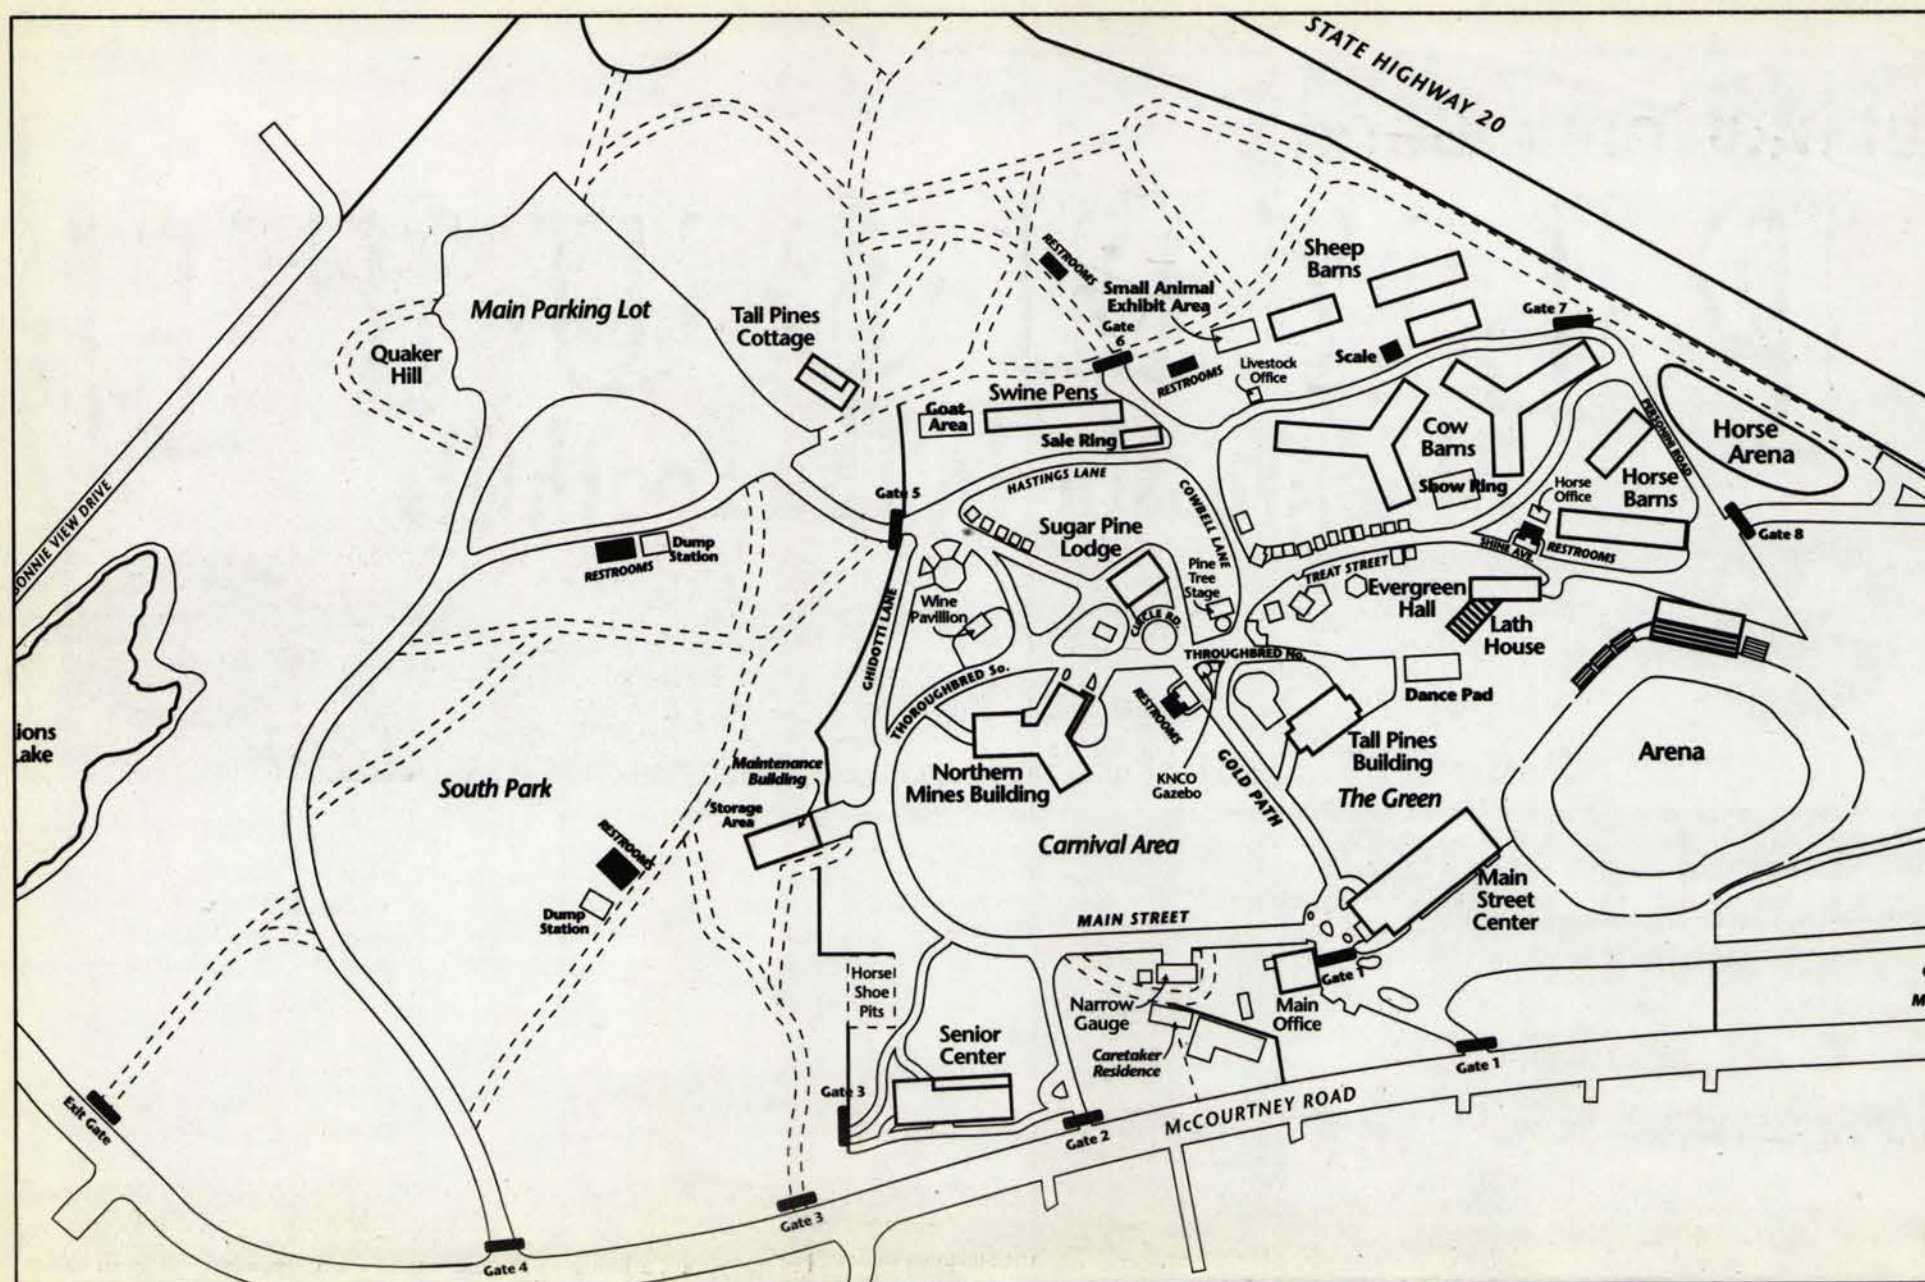 STATE HIGHWAY 20
Main Parking Lot
Quaker
Hill
Tall Pines
Cottage
RESTROOMS
Small Animal
Exhibit Area
Gate
6
Sheep
Barns
Gate 7
Scale
RESTROOMS
Livestock
Office
Swine Pens
Goat
Area
Sale Ring
Cow
Barns
Show Ring
PERSONNI ROAD
Horse
Arena
Horse
Office
Horse
Barns
Gate 8
BONNIE VIEW DRIVE
HASTINGS LANE
COWBELL LANE
Gate 5
Sugar Pine
Lodge
Pine
Tree
Stage
TREAT STREET
SHINE AVE.
RESTROOMS
Dump
Station
RESTROOMS
Wine
Pavillion
GHIDOTTI LANE
CIRCLE RD.
Evergreen
Hall
Lath
House
THROUGHBRED No.
THOROUGHBRED So.
RESTROOMS
Dance Pad
ions
Lake
South Park
Maintenance
Building
Storage
Area
Northern
Mines Building
KNCO
Gazebo
GOLD PATH
Tall Pines
Building
The Green
Arena
Carnival Area
RESTROOMS
Dump
Station
MAIN STREET
Main
Street
Center
Gate 1
Horse
Shoe
Pits
Narrow
Gauge
Main
Office
Senior
Center
Caretaker
Residence
Gate 1
Gate 3
Exit Gate
Gate 2
McCOURTNEY ROAD
Gate 3
Gate 4